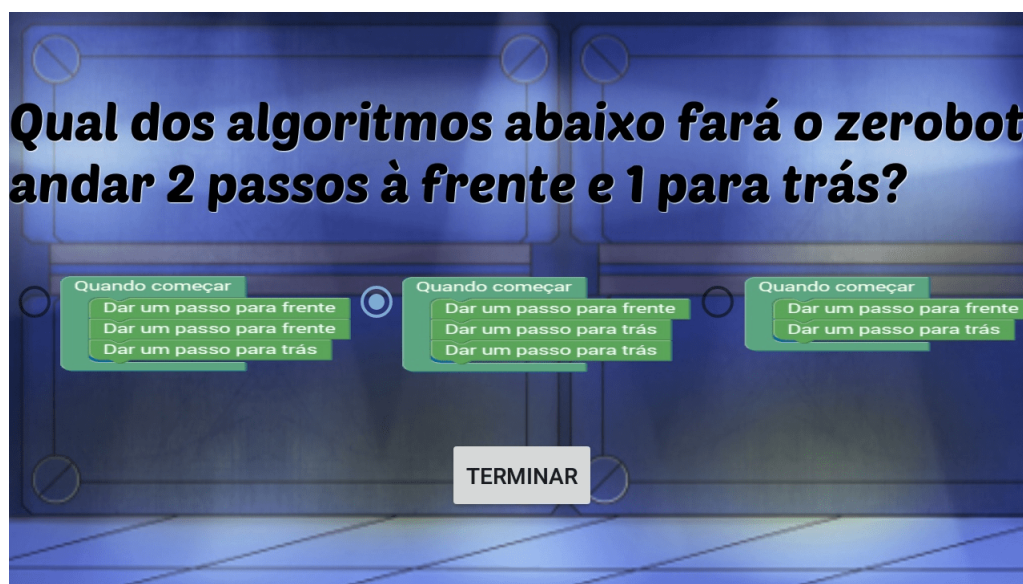 Qual dos algoritmos abaixo fará o zerobot
andar 2 passos à frente e 1 para trás?
Quando começar
Dar um passo para frente
Dar um passo para frente
Dar um passo para trás
Quando começar
Dar um passo para frente
Dar um passo para trás
Dar um passo para trás
Quando começar
Dar um passo para frente
Dar um passo para trás
TERMINAR